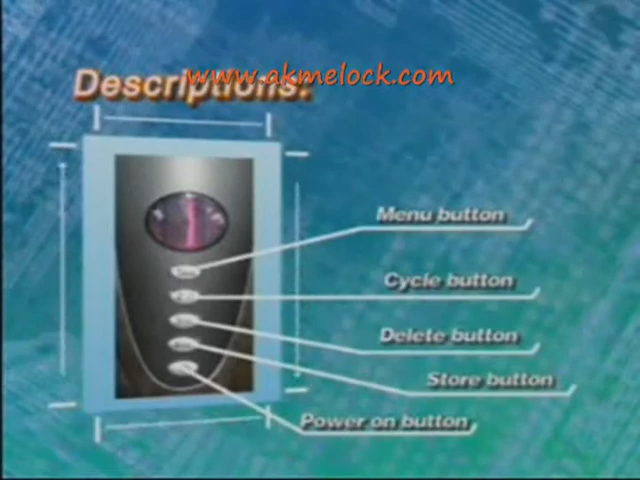 Descriptions:
www.akmelock.com
Menu button
Cycle button
Delete button
Store button
Power on button